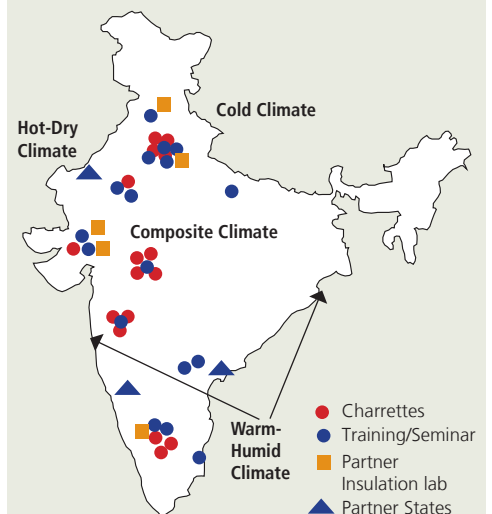 Cold Climate
Hot-Dry
Climate
Composite Climate
Warm-
Humid
Climate
Charrettes
Training/Seminar
Partner
Insulation lab
Partner States